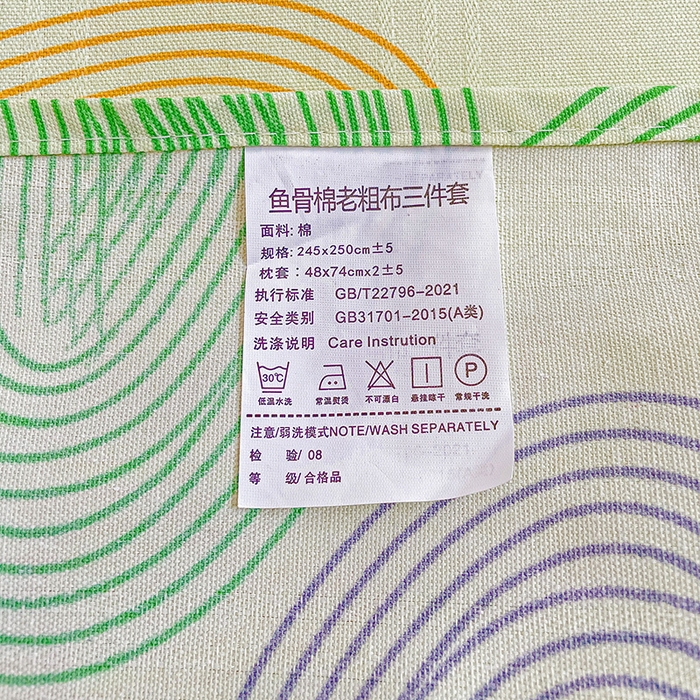 鱼骨棉老粗布三件套
面料: 棉
规格: 245x250cm±5
枕套: 48x74cmx2±5
执行标准 GB/T22796-2021
安全类别 GB31701-2015(A类)
洗涤说明 Care Instrution
30℃ P
低温水洗 常温熨烫 不可漂白 悬挂晾干 常规干洗
注意/弱洗模式NOTE/WASH SEPARATELY
检 验/ 08
等 级/ 合格品